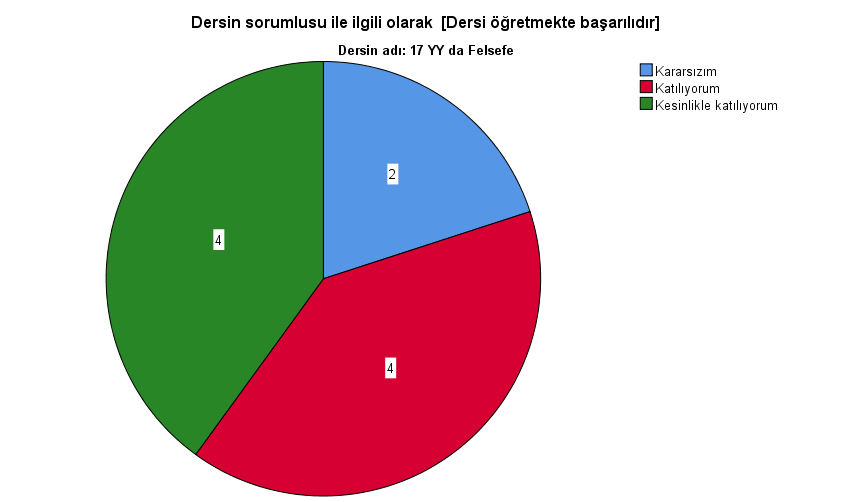 Dersin sorumlusu ile ilgili olarak  [Dersi öğretmekte başarılıdır]
Dersin adı: 17 YY da Felsefe
Kararsızım
Katılıyorum
Kesinlikle katılıyorum
2
4
4